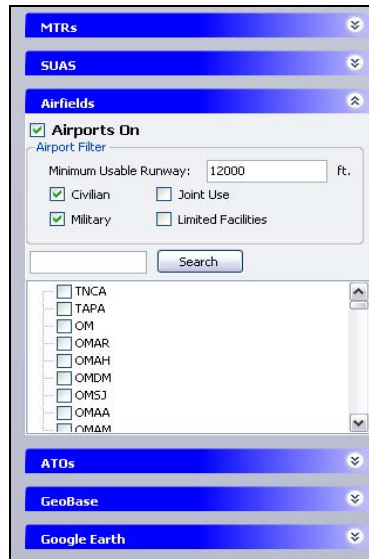 MTRs
SUAS
Airfields
Airports On
Airport Filter
Minimum Usable Runway: 12000 ft.
Civilian Joint Use
Military Limited Facilities
Search
TNCA
TAPA
OM
OMAR
OMAH
OMDM
OMSJ
OMAA
OMAM
ATOs
GeoBase
Google Earth